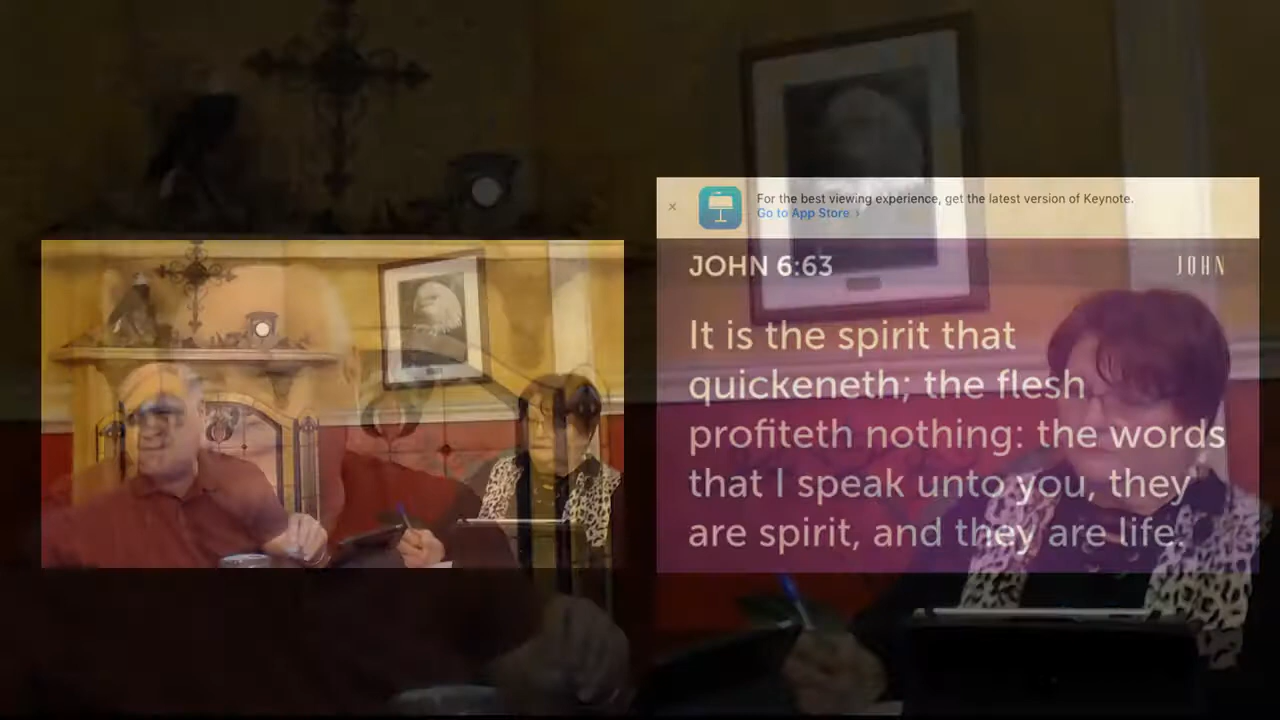 For the best viewing experience, get the latest version of Keynote.
Go to App Store ›
JOHN 6:63
JOHN
It is the spirit that
quickeneth; the flesh
profiteth nothing: the words
that I speak unto you, they
are spirit, and they are life.